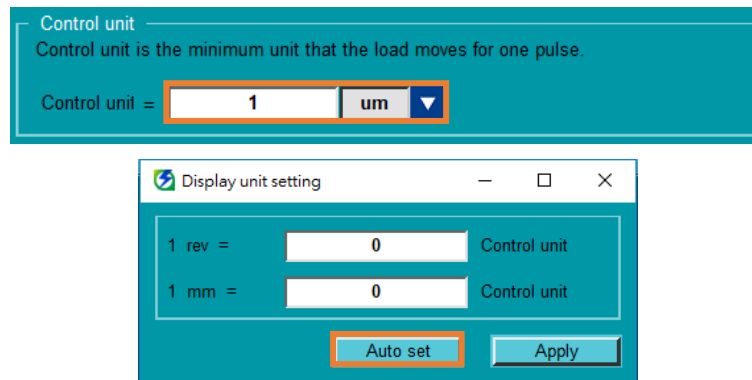 Control unit
Control unit is the minimum unit that the load moves for one pulse.
Control unit = 1 um
Display unit setting
1 rev = 0 Control unit
1 mm = 0 Control unit
Auto set Apply